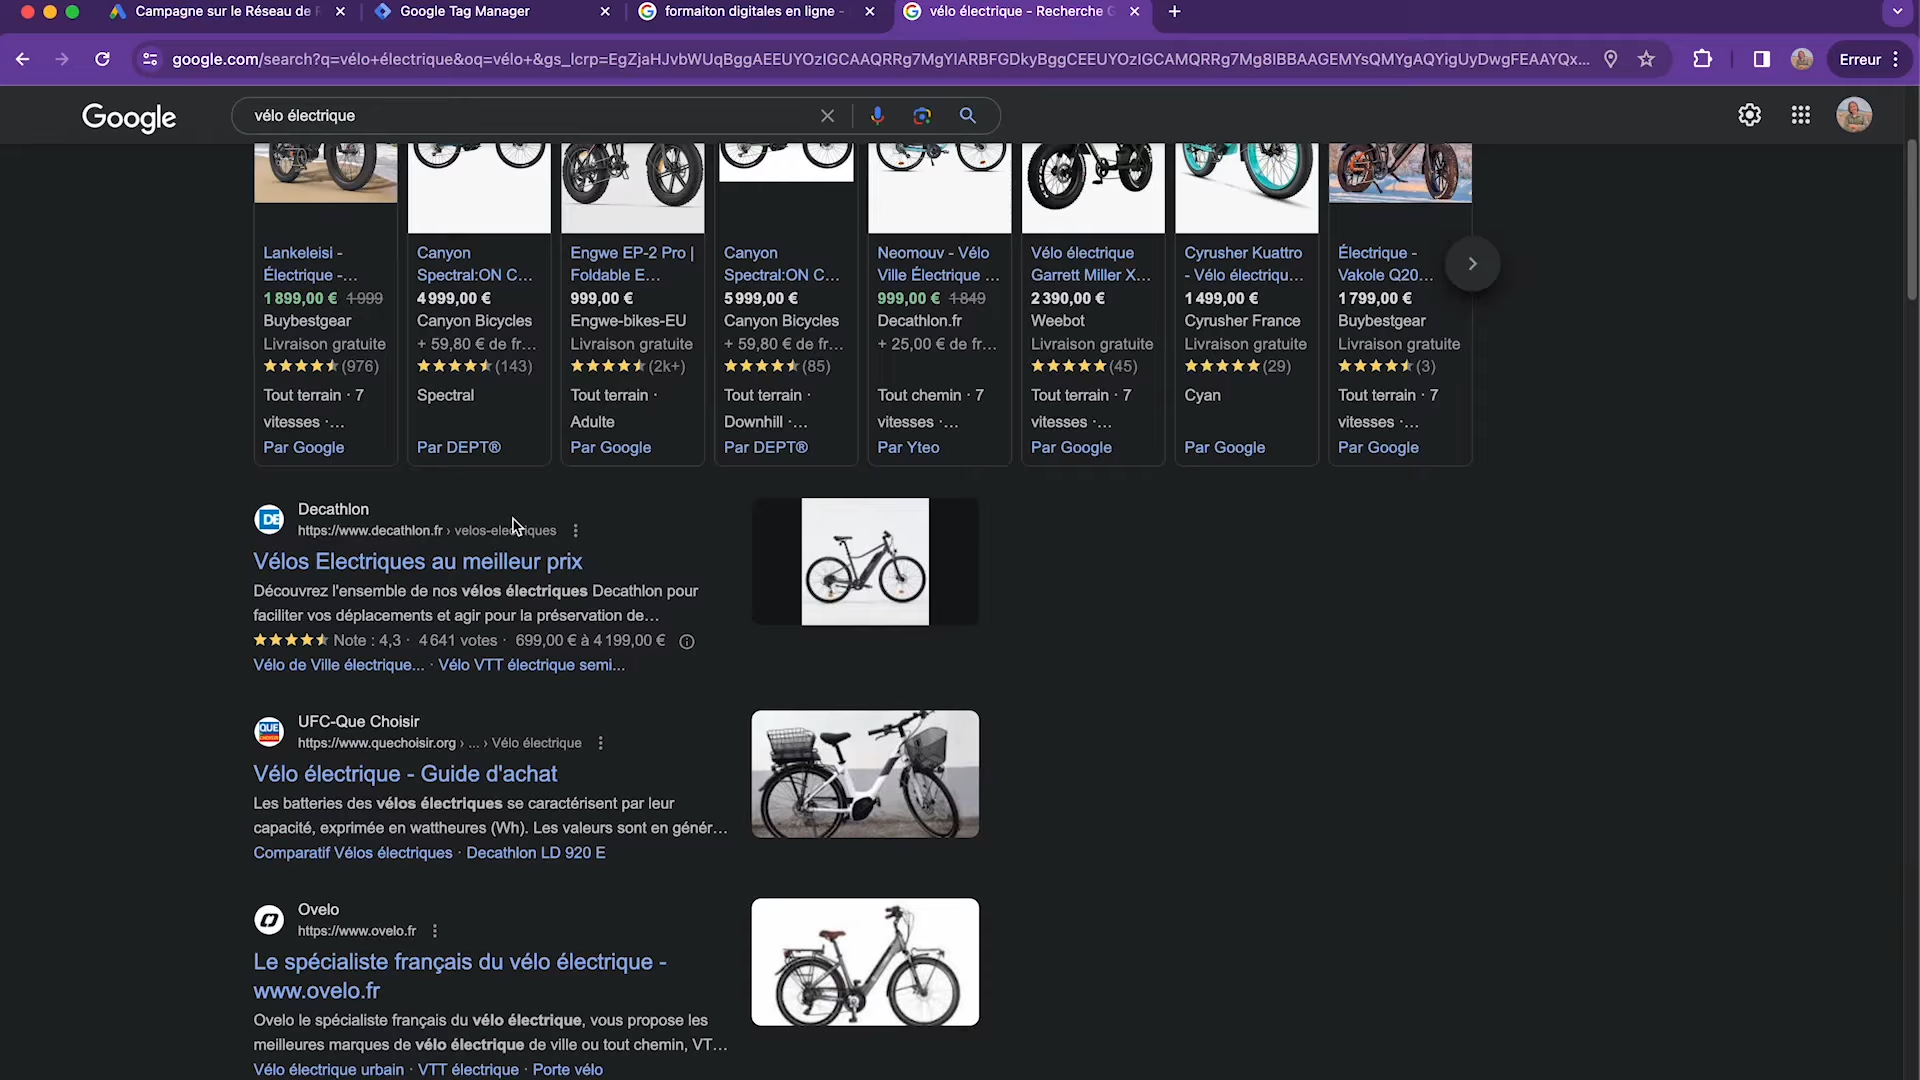 Campagne sur le Réseau de
Google Tag Manager
formaiton digitales en ligne -
vélo électrique - Recherche G
google.com/search?q=vélo+électrique&oq=vélo+&gs_lcrp=EgZjaHJvbWUqBggAEEUYOzIGCAAQRRg7MgYIARBFGDkyBggCEEUYOzIGCAMQRRg7Mg8IBBAAGEMYsQMYgAQYigUyDwgFEAAYQx...
Erreur
Google
vélo électrique
Lankeleisi -
Électrique -...
1 899,00 € 1 999
Buybestgear
Livraison gratuite
(976)
Tout terrain · 7
vitesses ·...
Par Google
Canyon
Spectral:ON C...
4 999,00 €
Canyon Bicycles
+ 59,80 € de fr...
(143)
Spectral
Par DEPT®
Engwe EP-2 Pro |
Foldable E...
999,00 €
Engwe-bikes-EU
Livraison gratuite
(2k+)
Tout terrain ·
Adulte
Par Google
Canyon
Spectral:ON C...
5 999,00 €
Canyon Bicycles
+ 59,80 € de fr...
(85)
Tout terrain ·
Downhill ·...
Par DEPT®
Neomouv - Vélo
Ville Électrique ...
999,00 € 1 849
Decathlon.fr
+ 25,00 € de fr...
Tout chemin · 7
vitesses ·...
Par Yteo
Vélo électrique
Garrett Miller X...
2 390,00 €
Weebot
Livraison gratuite
(45)
Tout terrain · 7
vitesses ·...
Par Google
Cyrusher Kuattro
- Vélo électriqu...
1 499,00 €
Cyrusher France
Livraison gratuite
(29)
Cyan
Par Google
Électrique -
Vakole Q20...
1 799,00 €
Buybestgear
Livraison gratuite
(3)
Tout terrain · 7
vitesses ·...
Par Google
DE
Decathlon
https://www.decathlon.fr › velos-electriques
Vélos Electriques au meilleur prix
Découvrez l'ensemble de nos vélos électriques Decathlon pour
faciliter vos déplacements et agir pour la préservation de...
Note : 4,3 · 4 641 votes · 699,00 € à 4 199,00 €
Vélo de Ville électrique... · Vélo VTT électrique semi...
QUE
CHOISIR
UFC-Que Choisir
https://www.quechoisir.org › ... › Vélo électrique
Vélo électrique - Guide d'achat
Les batteries des vélos électriques se caractérisent par leur
capacité, exprimée en wattheures (Wh). Les valeurs sont en génér...
Comparatif Vélos électriques · Decathlon LD 920 E
Ovelo
https://www.ovelo.fr
Le spécialiste français du vélo électrique -
www.ovelo.fr
Ovelo le spécialiste français du vélo électrique, vous propose les
meilleures marques de vélo électrique de ville ou tout chemin, VT...
Vélo électrique urbain · VTT électrique · Porte vélo